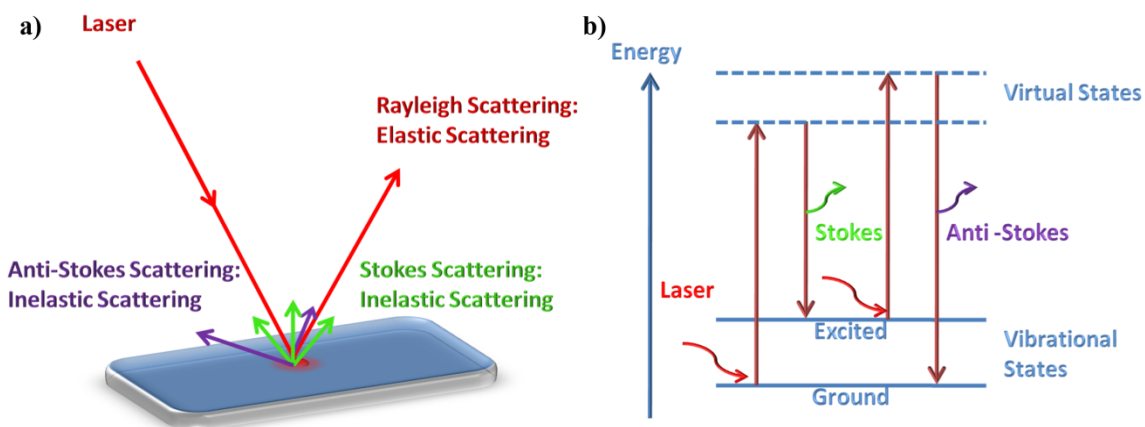 a)
Laser
Rayleigh Scattering:
Elastic Scattering
Anti-Stokes Scattering:
Inelastic Scattering
Stokes Scattering:
Inelastic Scattering
b)
Energy
Virtual States
Stokes
Anti -Stokes
Laser
Excited
Vibrational
States
Ground